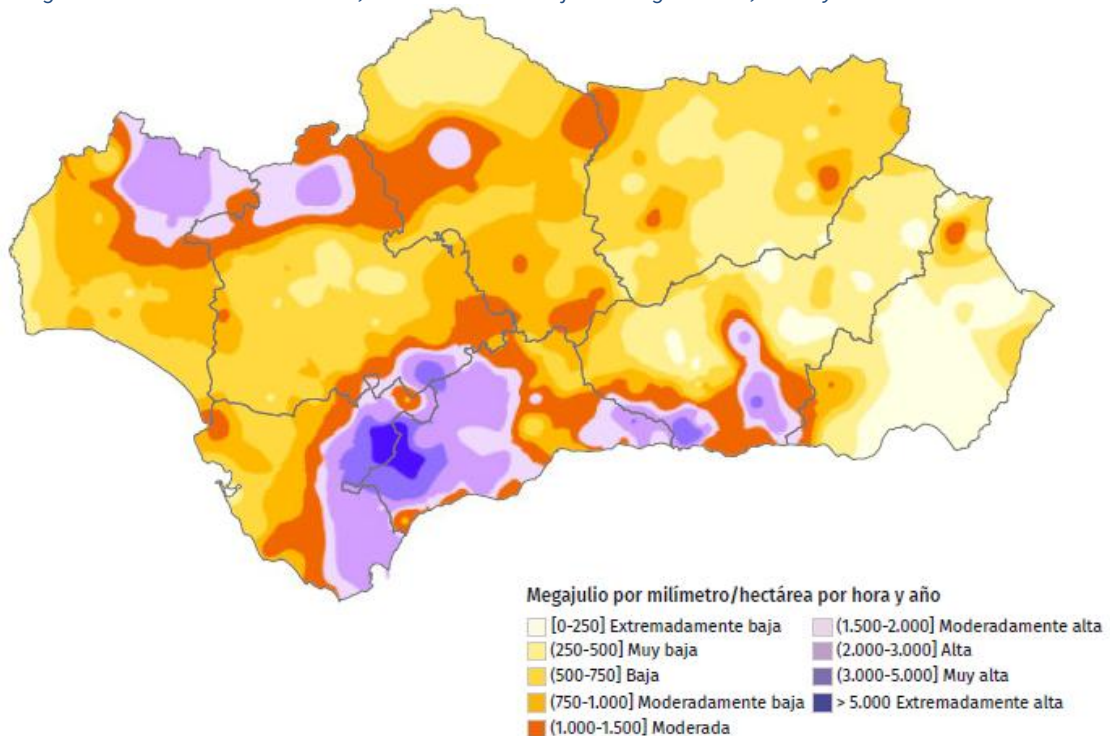 Megajulio por milímetro/hectárea por hora y año
[0-250] Extremadamente baja
(250-500] Muy baja
(500-750] Baja
(750-1.000] Moderadamente baja
(1.000-1.500] Moderada
(1.500-2.000] Moderadamente alta
(2.000-3.000] Alta
(3.000-5.000] Muy alta
> 5.000 Extremadamente alta